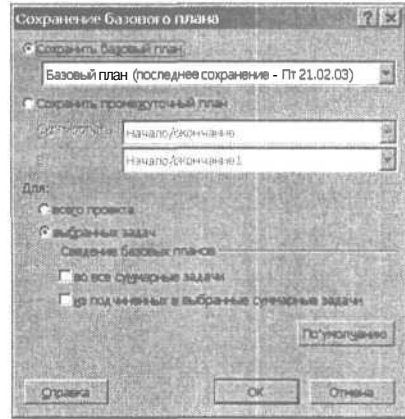 Сохранение базового плана
Сохранить базовый план
Базовый план (последнее сохранение - Пт 21.02.03)
Сохранить промежуточный план
Начало/окончание
В:
Начало/окончание1
Для:
всего проекта
выбранных задач
Сведение базовых планов
во все суммарные задачи
из подчиненных в выбранные суммарные задачи
По умолчанию
Справка
ОК
Отмена